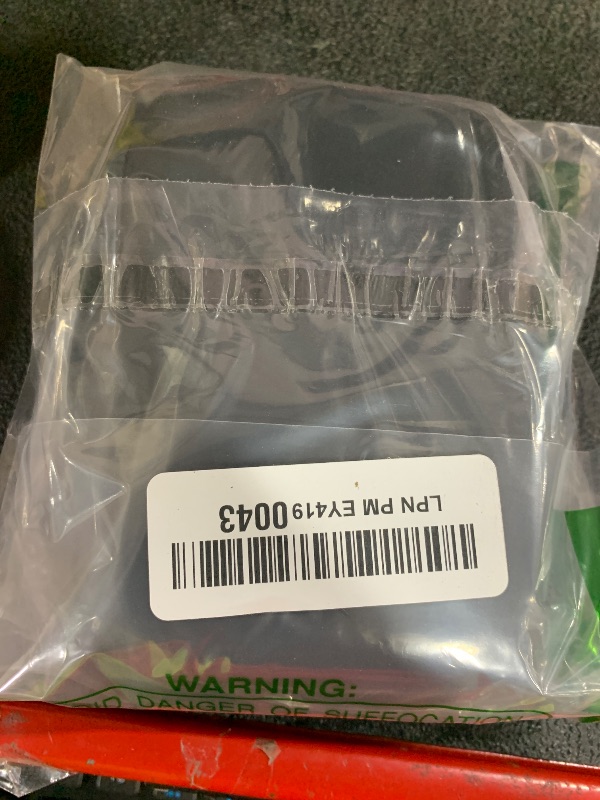 LPN PM EY419 0043
WARNING:
DANGER OF SUFFOCATION